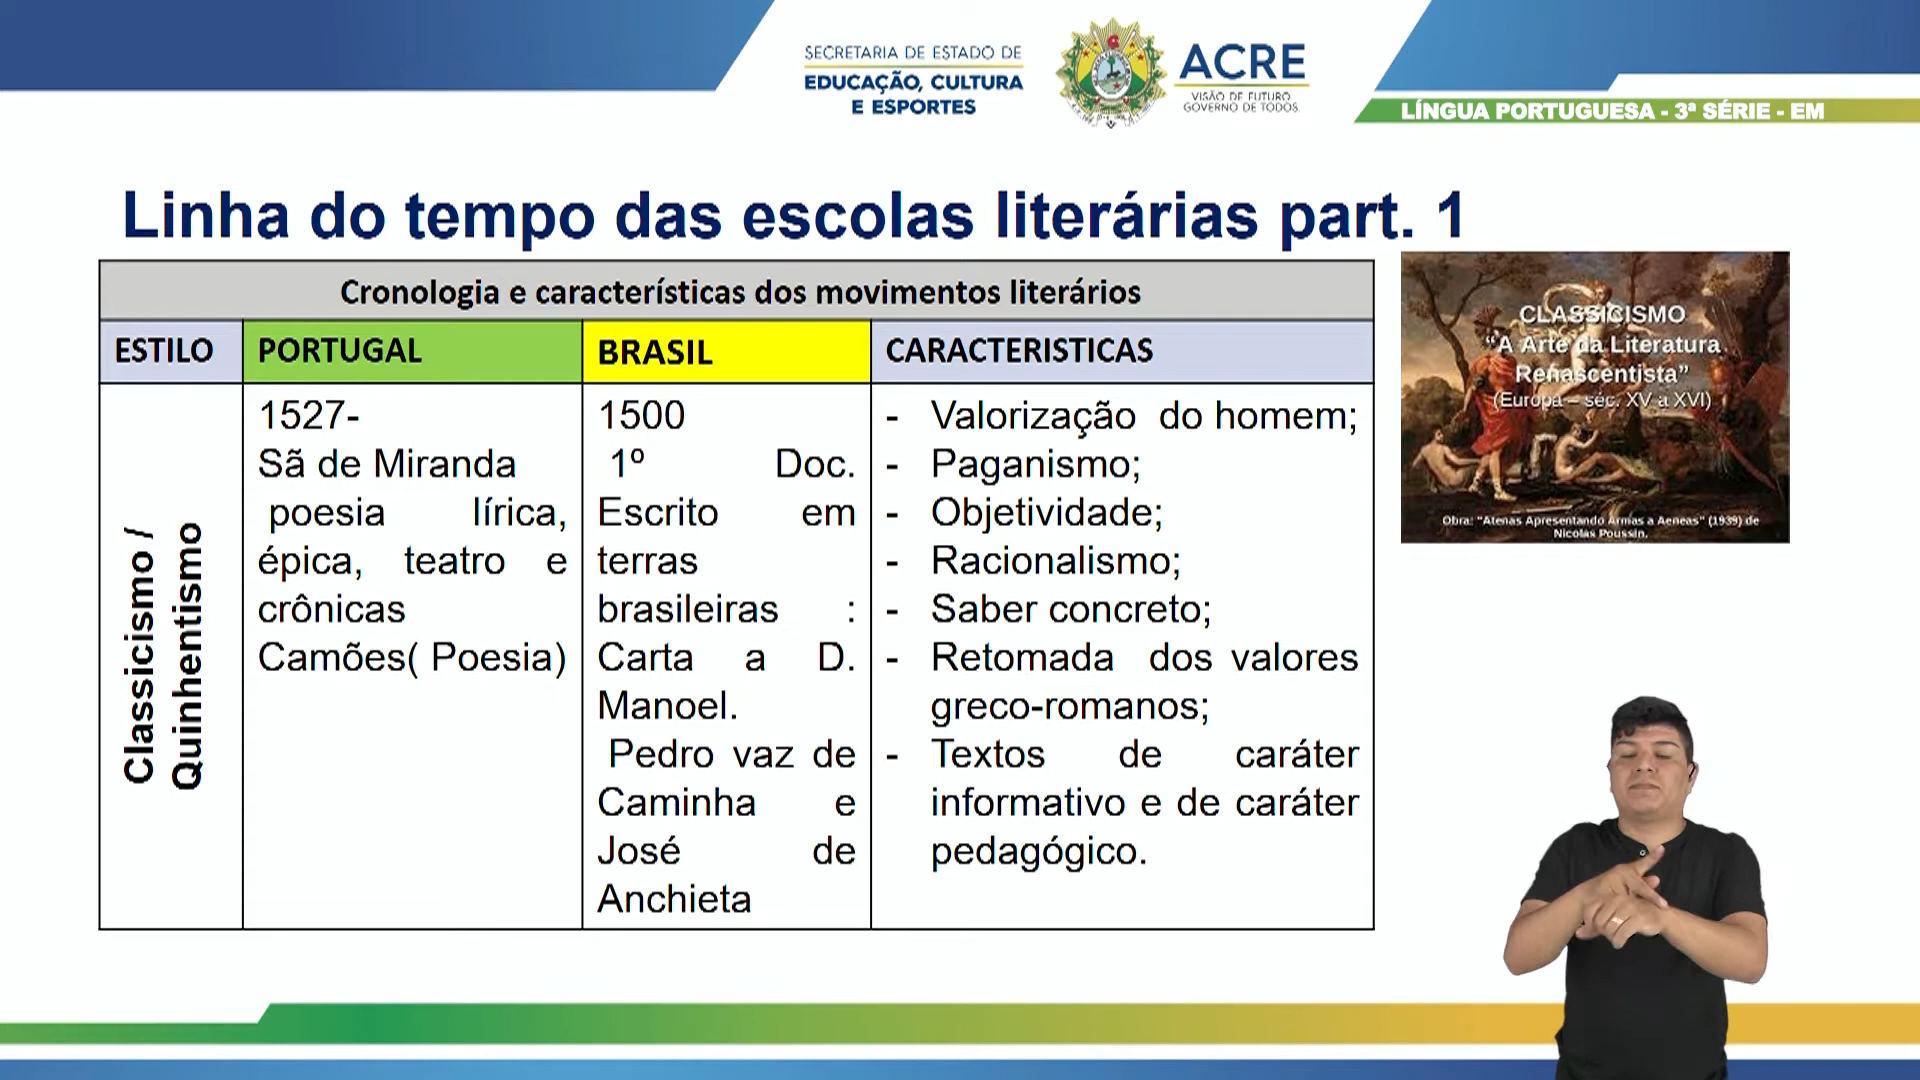 SECRETARIA DE ESTADO DE
EDUCAÇÃO, CULTURA
E ESPORTES
ACRE
VISÃO DE FUTURO
GOVERNO DE TODOS
LÍNGUA PORTUGUESA - 3ª SÉRIE - EM
Linha do tempo das escolas literárias part. 1
Cronologia e características dos movimentos literários
ESTILO
PORTUGAL
BRASIL
CARACTERISTICAS
Classicismo /
Quinhentismo
1527-
Sã de Miranda
poesia lírica,
épica, teatro e
crônicas
Camões( Poesia)
1500
1º Doc.
Escrito em
terras
brasileiras :
Carta a D.
Manoel.
Pedro vaz de
Caminha e
José de
Anchieta
- Valorização do homem;
- Paganismo;
- Objetividade;
- Racionalismo;
- Saber concreto;
- Retomada dos valores
greco-romanos;
- Textos de caráter
informativo e de caráter
pedagógico.
CLASSICISMO
“A Arte da Literatura
Renascentista”
(Europa – séc. XV a XVI)
Obra: "Atenas Apresentando Armas a Aeneas" (1939) de
Nicolas Poussin.